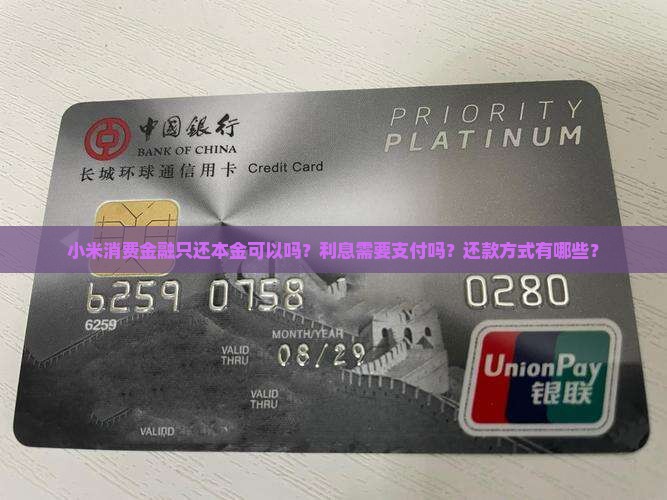 中国银行
BANK OF CHINA
长城环球通信用卡 Credit Card
PRIORITY
PLATINUM
小米消费金融只还本金可以吗？利息需要支付吗？还款方式有哪些？
6259 0758 0280
6259
MONTH/YEAR
VALID
THRU
08/29
VALID
THRU
VALID
UnionPay
银联